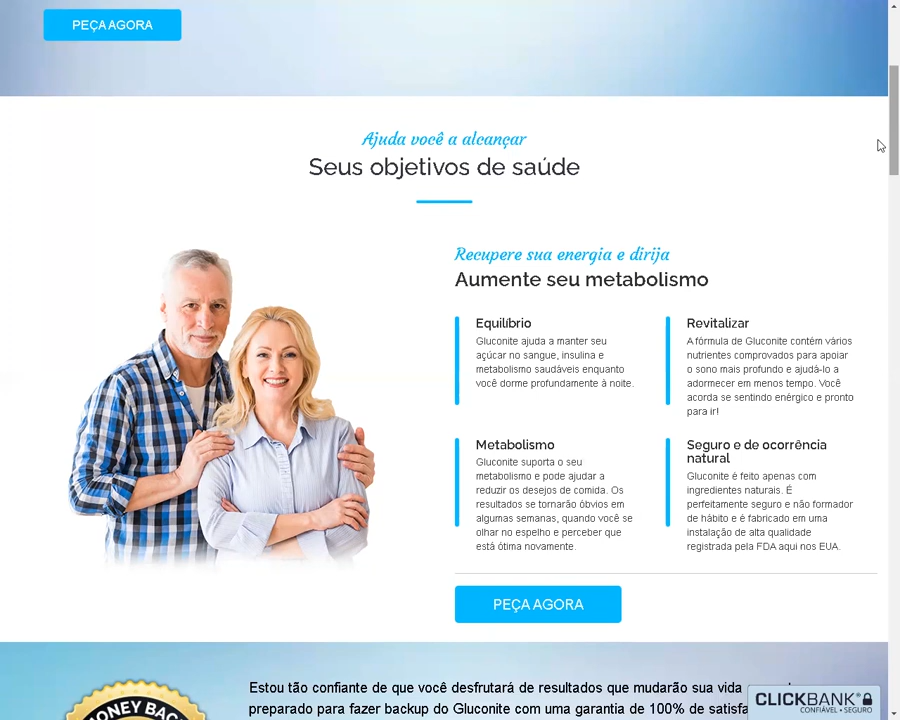 PEÇA AGORA
Ajuda você a alcançar
Seus objetivos de saúde
Recupere sua energia e dirija
Aumente seu metabolismo
Equilíbrio
Gluconite ajuda a manter seu
açúcar no sangue, insulina e
metabolismo saudáveis enquanto
você dorme profundamente à noite.
Revitalizar
A fórmula de Gluconite contém vários
nutrientes comprovados para apoiar
o sono mais profundo e ajudá-lo a
adormecer em menos tempo. Você
acorda se sentindo enérgico e pronto
para ir!
Metabolismo
Gluconite suporta o seu
metabolismo e pode ajudar a
reduzir os desejos de comida. Os
resultados se tornarão óbvios em
algumas semanas, quando você se
olhar no espelho e perceber que
está ótima novamente.
Seguro e de ocorrência
natural
Gluconite é feito apenas com
ingredientes naturais. É
perfeitamente seguro e não formador
de hábito e é fabricado em uma
instalação de alta qualidade
registrada pela FDA aqui nos EUA.
PEÇA AGORA
MONEY BACK
Estou tão confiante de que você desfrutará de resultados que mudarão sua vida
preparado para fazer backup do Gluconite com uma garantia de 100% de
CLICKBANK®
CONFIÁVEL • SEGURO